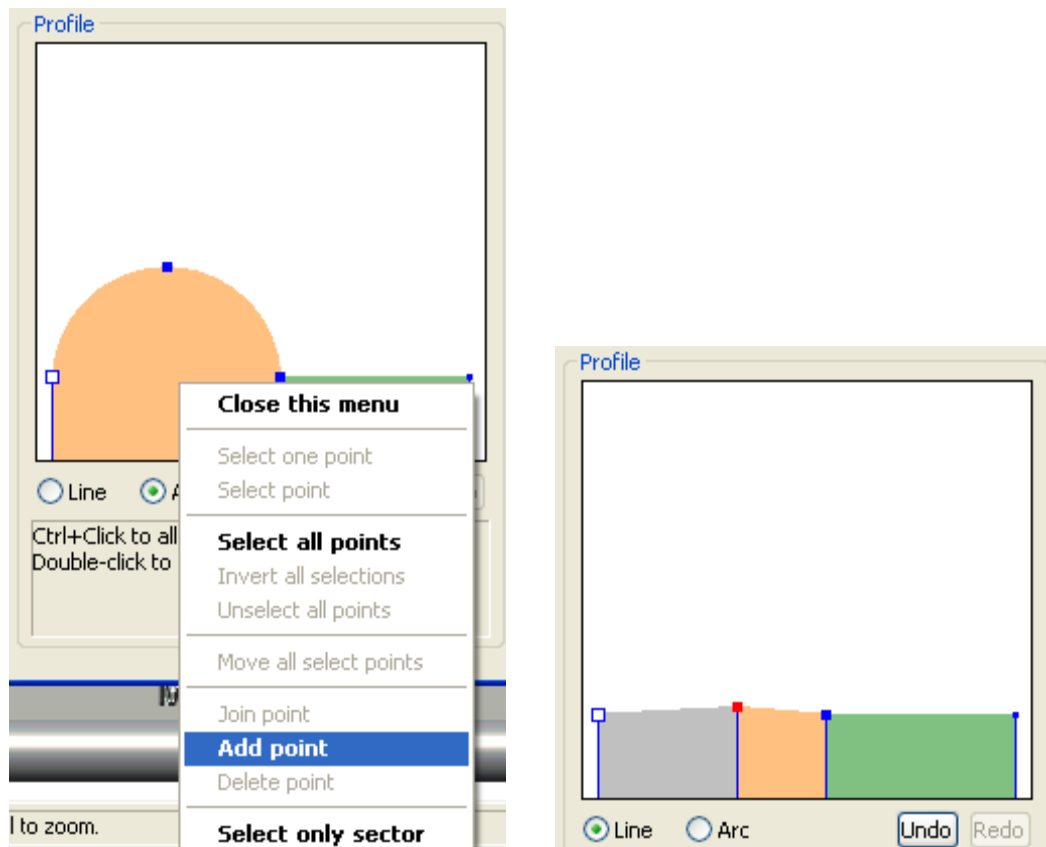 Profile
Close this menu
Select one point
Line
Select point
Ctrl+Click to all
Double-click to
Select all points
Invert all selections
Unselect all points
Move all select points
Join point
Add point
Delete point
l to zoom.
Select only sector
Profile
Line
Arc
Undo
Redo